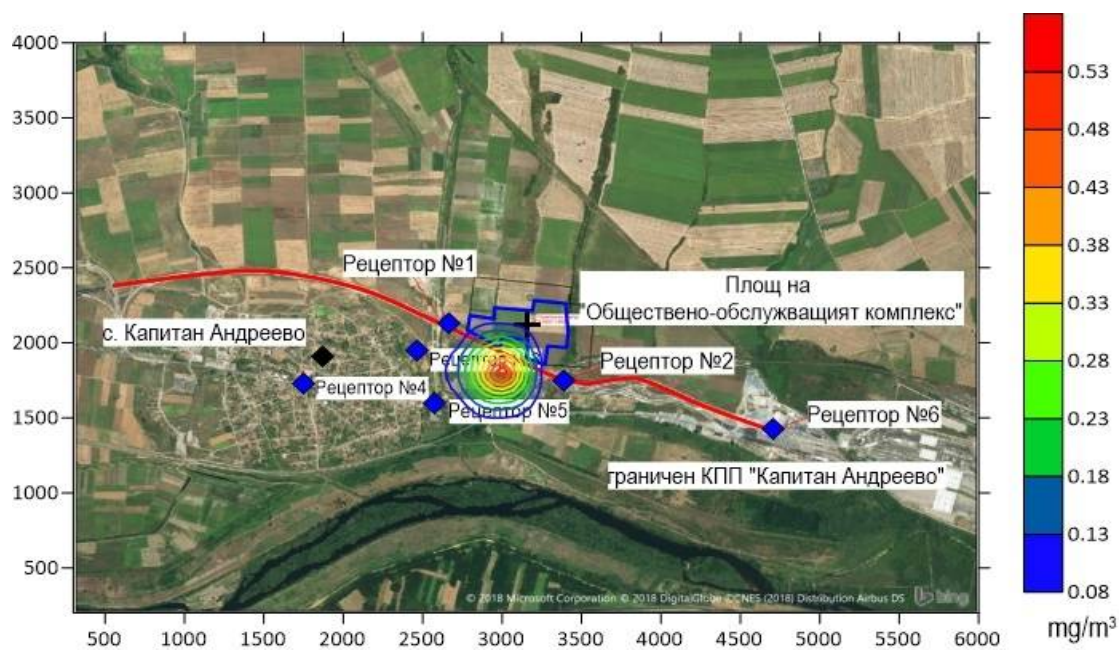 4000
3500
3000
2500
2000
1500
1000
500
500 1000 1500 2000 2500 3000 3500 4000 4500 5000 5500 6000
Рецептор №1
Площ на
"Обществено-обслужващият комплекс"
с. Капитан Андреево
Рецептор №2
Рецептор №4
Рецептор №5
Рецептор №6
граничен КПП "Капитан Андреево"
© 2018 Microsoft Corporation © 2018 DigitalGlobe ©CNES (2018) Distribution Airbus DS
bing
0.53
0.48
0.43
0.38
0.33
0.28
0.23
0.18
0.13
0.08
mg/m³